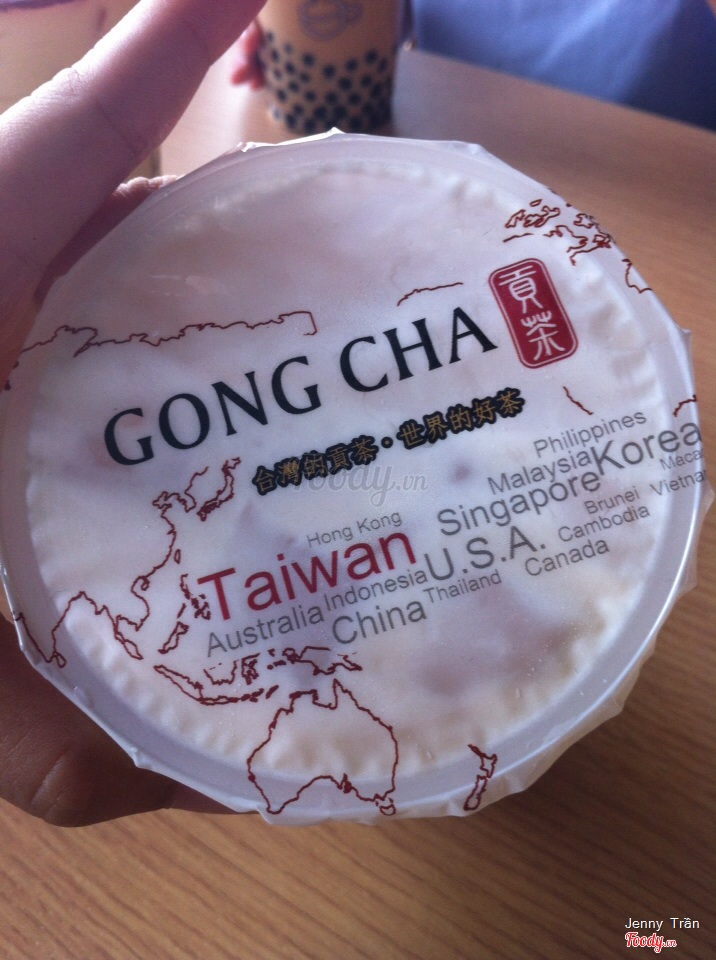 GONG CHA
貢茶
台灣的貢茶・世界的好茶
Foody.vn
Philippines
Malaysia Korea
Hong Kong Singapore Macau
Brunei Vietnam
Taiwan U.S.A. Cambodia
Australia Indonesia Thailand Canada
China
Jenny Trần
Foody.vn